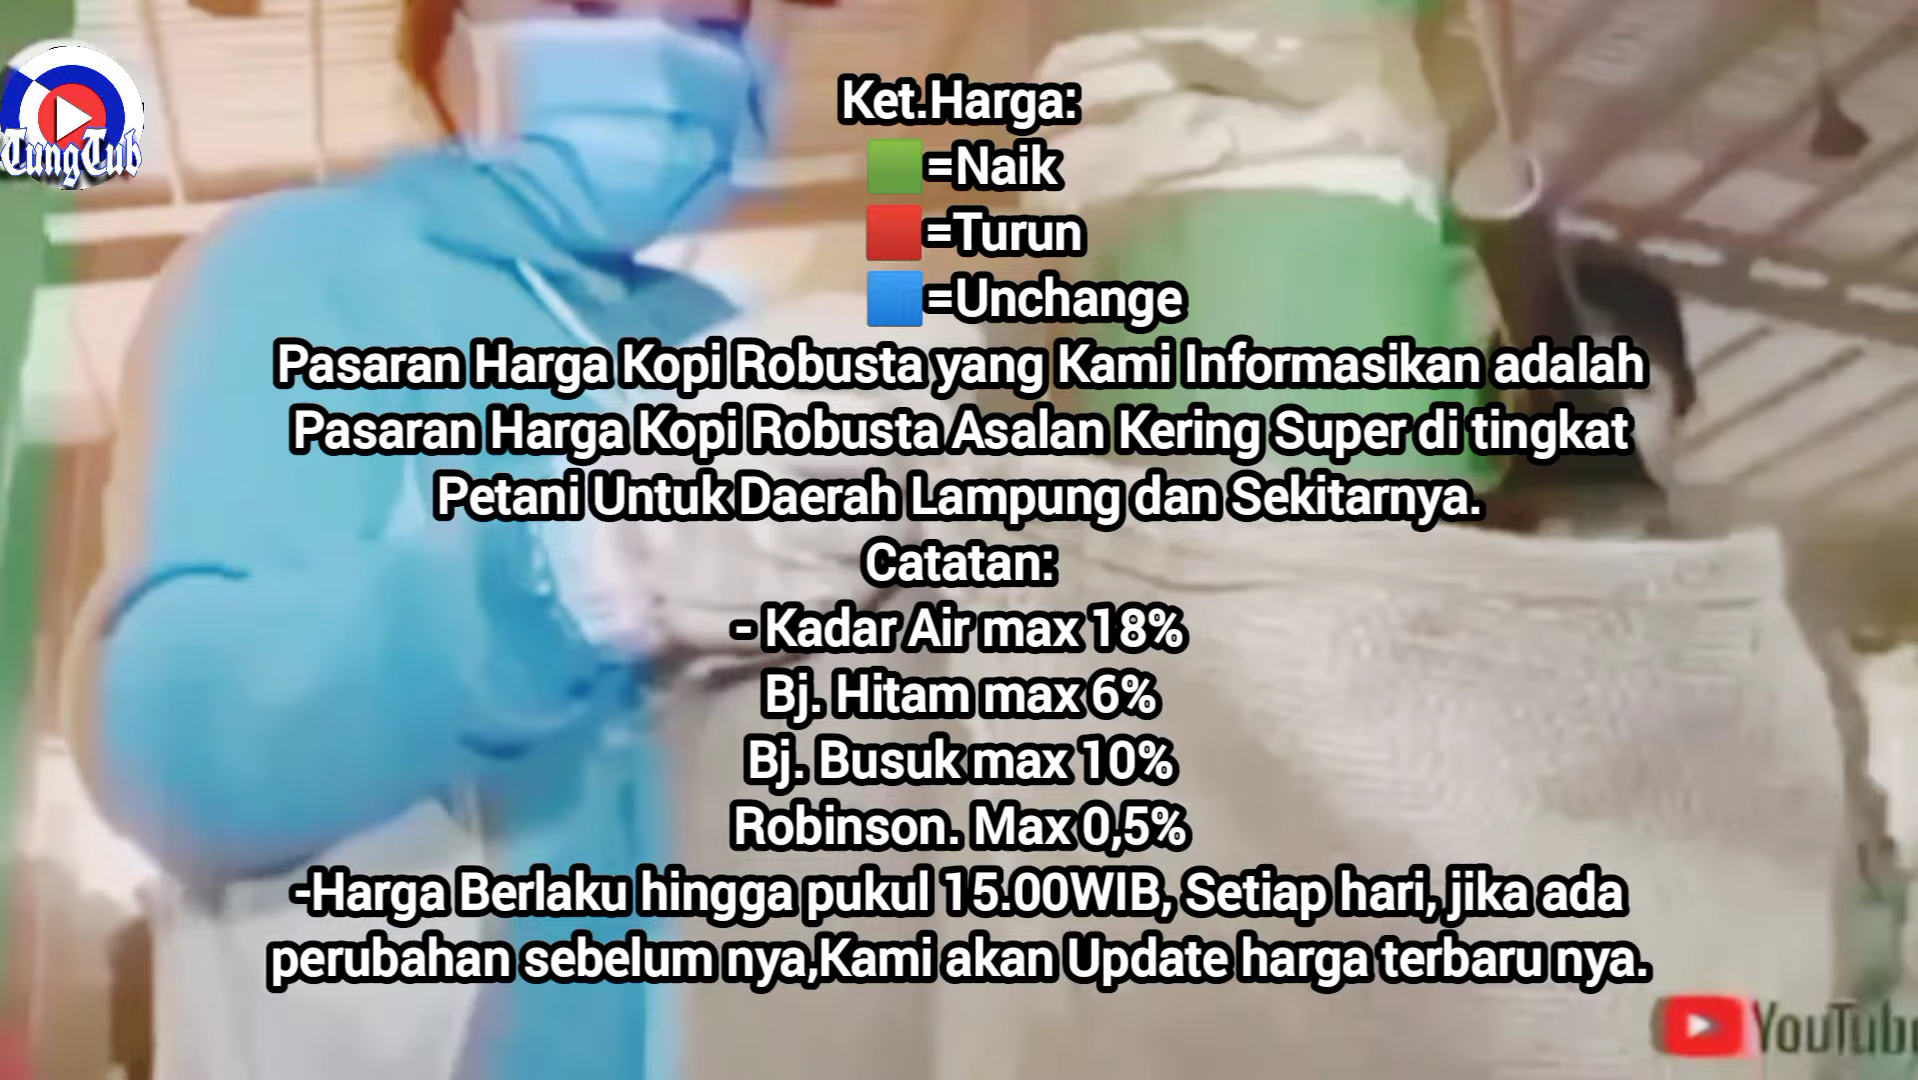 TungTub
Ket.Harga:
🟩=Naik
🟥=Turun
🟦=Unchange
Pasaran Harga Kopi Robusta yang Kami Informasikan adalah
Pasaran Harga Kopi Robusta Asalan Kering Super di tingkat
Petani Untuk Daerah Lampung dan Sekitarnya.
Catatan:
- Kadar Air max 18%
Bj. Hitam max 6%
Bj. Busuk max 10%
Robinson. Max 0,5%
-Harga Berlaku hingga pukul 15.00WIB, Setiap hari, jika ada
perubahan sebelum nya,Kami akan Update harga terbaru nya.
YouTube